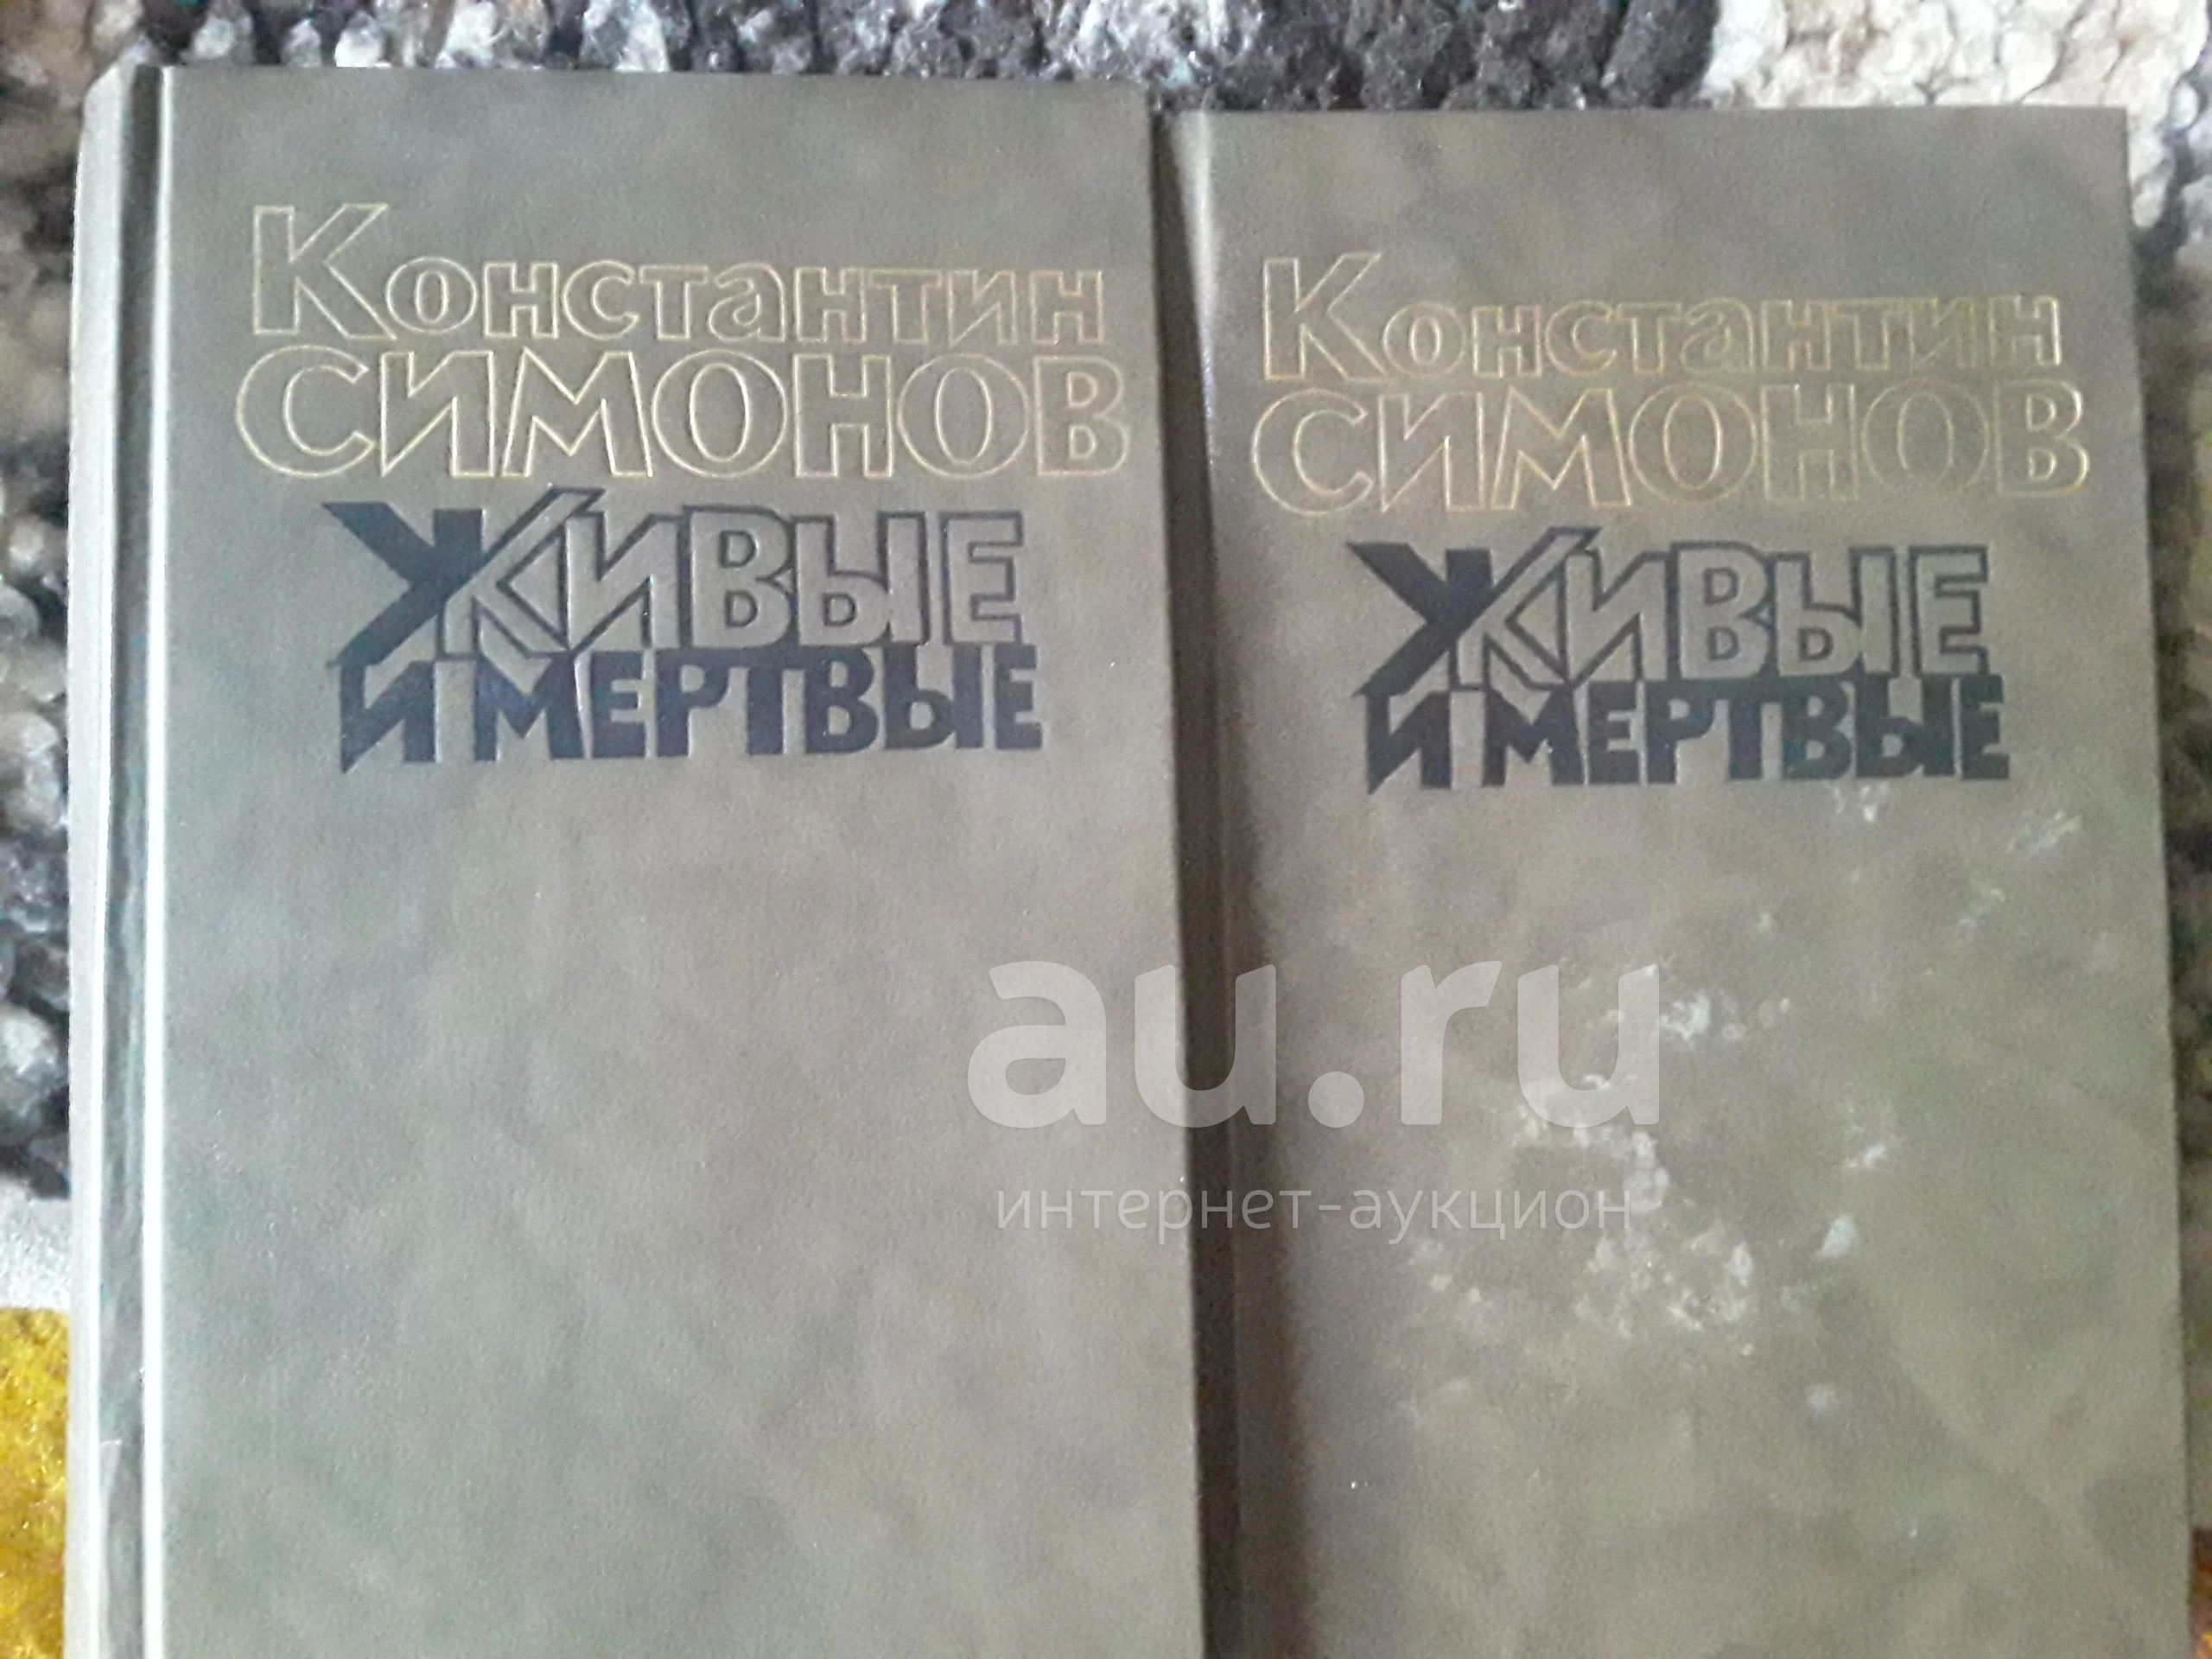 Константин
СИМОНОВ
ЖИВЫЕ
И МЕРТВЫЕ
Константин
СИМОНОВ
ЖИВЫЕ
И МЕРТВЫЕ
au.ru
интернет-аукцион